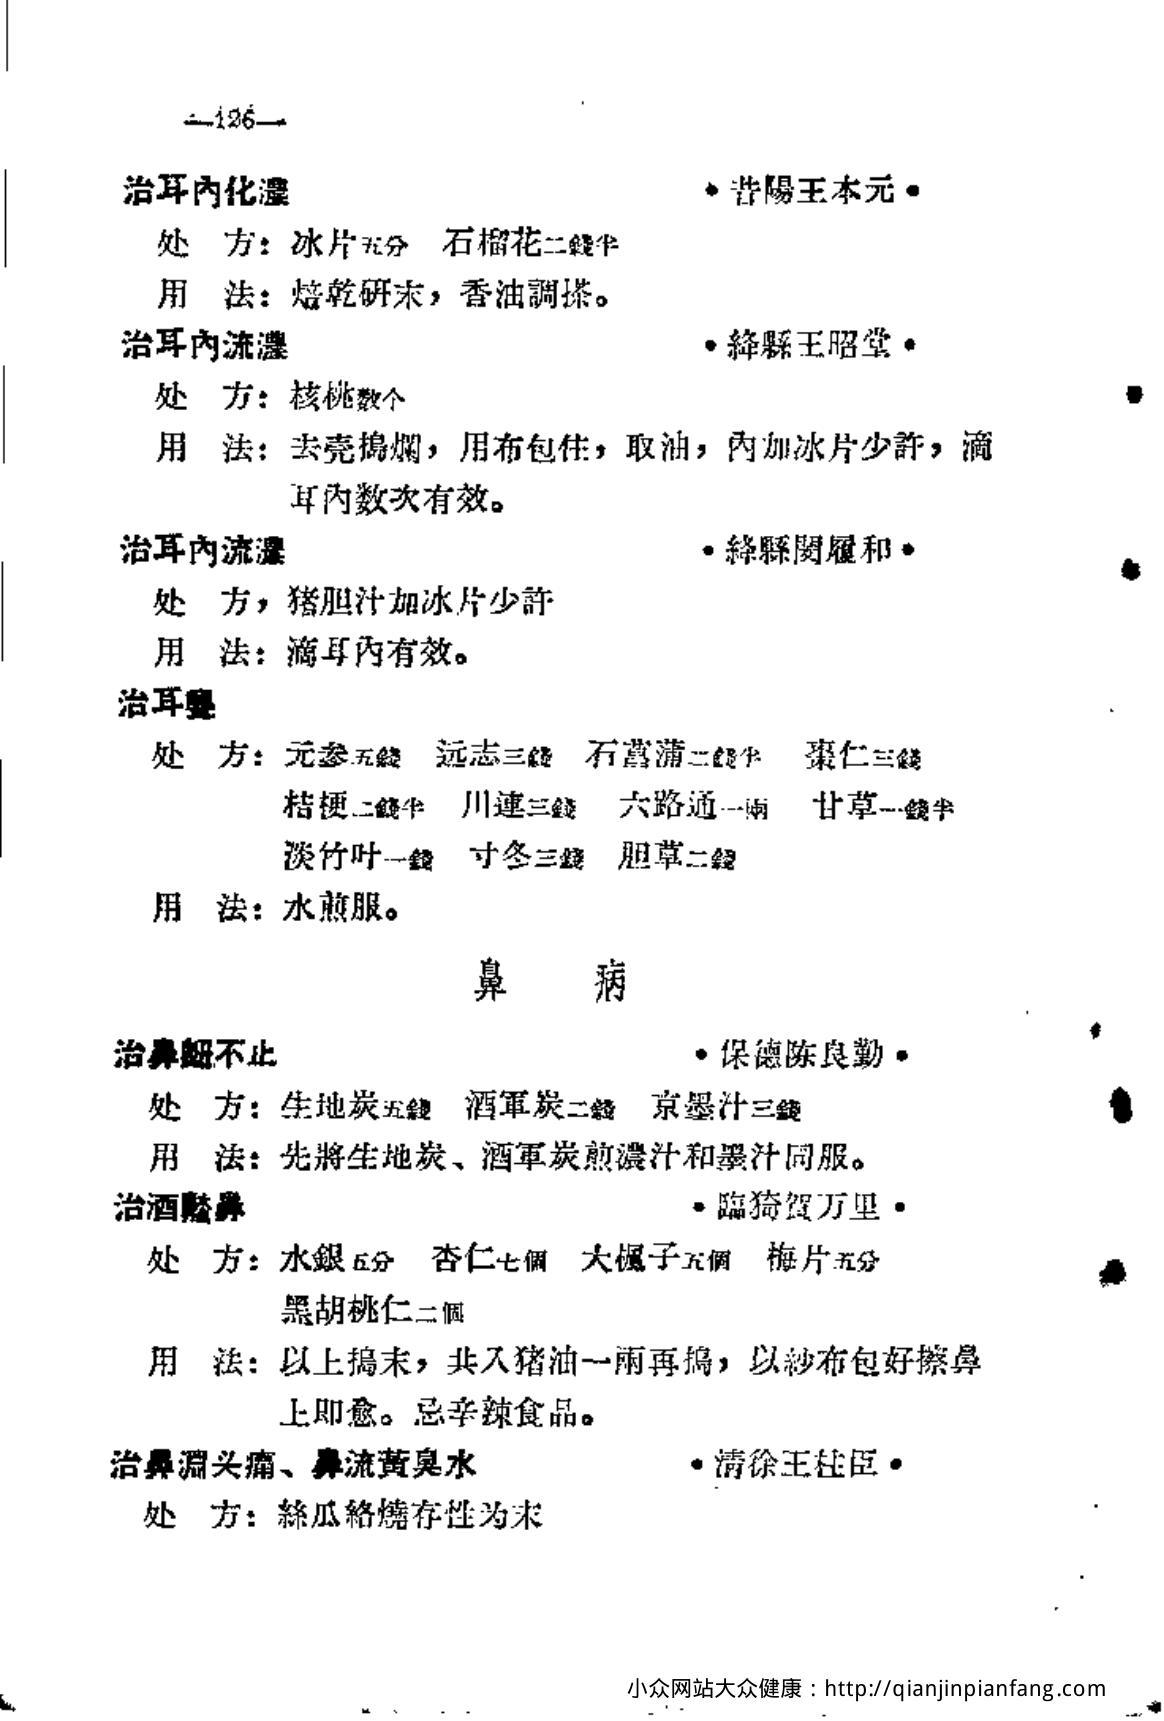 —126—
治耳內化濃 •昔陽王本元•
处 方：冰片五分 石榴花二錢半
用 法：焙乾研末，香油調搽。
治耳內流濃 •絳縣王昭堂•
处 方：核桃数个
用 法：去壳搗爛，用布包住，取油，內加冰片少許，滴
耳內数次有效。
治耳內流濃 •絳縣閔履和•
处 方，猪胆汁加冰片少許
用 法：滴耳內有效。
治耳聾
处 方：元参五錢 远志三錢 石菖蒲二錢半 棗仁三錢
桔梗二錢半 川連三錢 六路通一兩 甘草一錢半
淡竹叶一錢 寸冬三錢 胆草二錢
用 法：水煎服。
鼻 病
治鼻衄不止 •保德陈良勤•
处 方：生地炭五錢 酒軍炭二錢 京墨汁三錢
用 法：先將生地炭、酒軍炭煎濃汁和墨汁同服。
治酒齄鼻 •臨猗賀万里•
处 方：水銀五分 杏仁七個 大楓子五個 梅片五分
黑胡桃仁二個
用 法：以上搗末，共入猪油一兩再搗，以紗布包好擦鼻
上即愈。忌辛辣食品。
治鼻淵头痛、鼻流黃臭水 •清徐王柱臣•
处 方：絲瓜絡燒存性为末
小众网站大众健康：http://qianjinpianfang.com